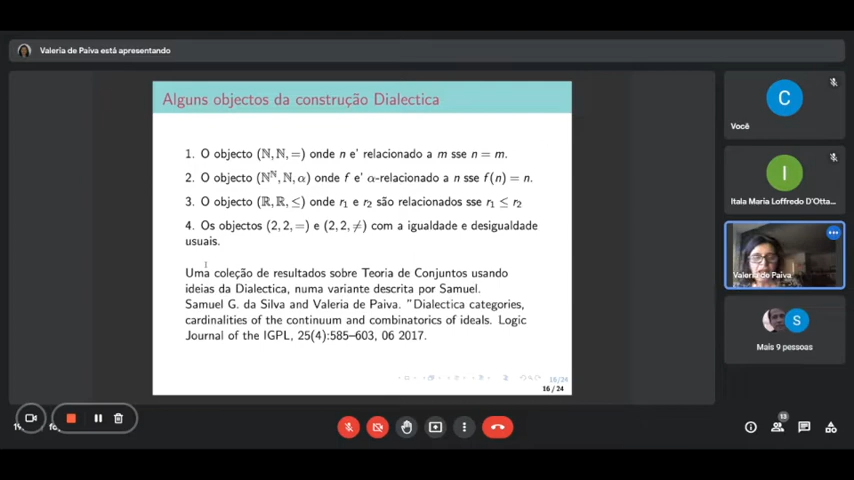 Valeria de Paiva está apresentando
Alguns objectos da construção Dialectica
1. O objecto (ℕ, ℕ, =) onde n e' relacionado a m sse n = m.
2. O objecto (ℕ^ℕ, ℕ, α) onde f e' α-relacionado a n sse f(n) = n.
3. O objecto (ℝ, ℝ, ≤) onde r₁ e r₂ são relacionados sse r₁ ≤ r₂
4. Os objectos (2, 2, =) e (2, 2, ≠) com a igualdade e desigualdade
usuais.
Uma coleção de resultados sobre Teoria de Conjuntos usando
ideias da Dialectica, numa variante descrita por Samuel.
Samuel G. da Silva and Valeria de Paiva. "Dialectica categories,
cardinalities of the continuum and combinatorics of ideals. Logic
Journal of the IGPL, 25(4):585–603, 06 2017.
16/24
16 / 24
C
Você
I
Itala Maria Loffredo D'Otta...
Valeria de Paiva
S
Mais 9 pessoas
13